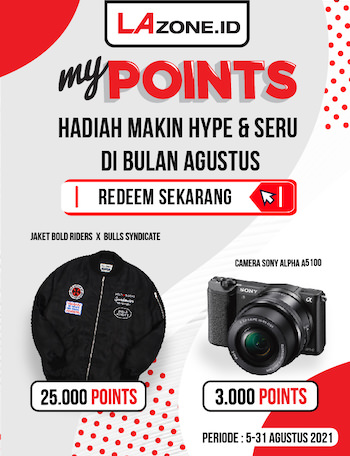 LAZONE.ID
my POINTS
HADIAH MAKIN HYPE & SERU
DI BULAN AGUSTUS
REDEEM SEKARANG
JAKET BOLD RIDERS X BULLS SYNDICATE
CAMERA SONY ALPHA A5100
SONY
α
25.000 POINTS
3.000 POINTS
PERIODE : 5-31 AGUSTUS 2021